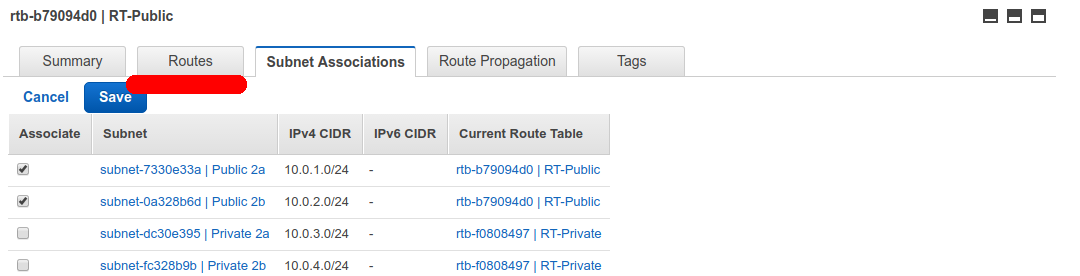 rtb-b79094d0 | RT-Public
Summary Routes Subnet Associations Route Propagation Tags
Cancel Save
Associate Subnet IPv4 CIDR IPv6 CIDR Current Route Table
subnet-7330e33a | Public 2a 10.0.1.0/24 - rtb-b79094d0 | RT-Public
subnet-0a328b6d | Public 2b 10.0.2.0/24 - rtb-b79094d0 | RT-Public
subnet-dc30e395 | Private 2a 10.0.3.0/24 - rtb-f0808497 | RT-Private
subnet-fc328b9b | Private 2b 10.0.4.0/24 - rtb-f0808497 | RT-Private